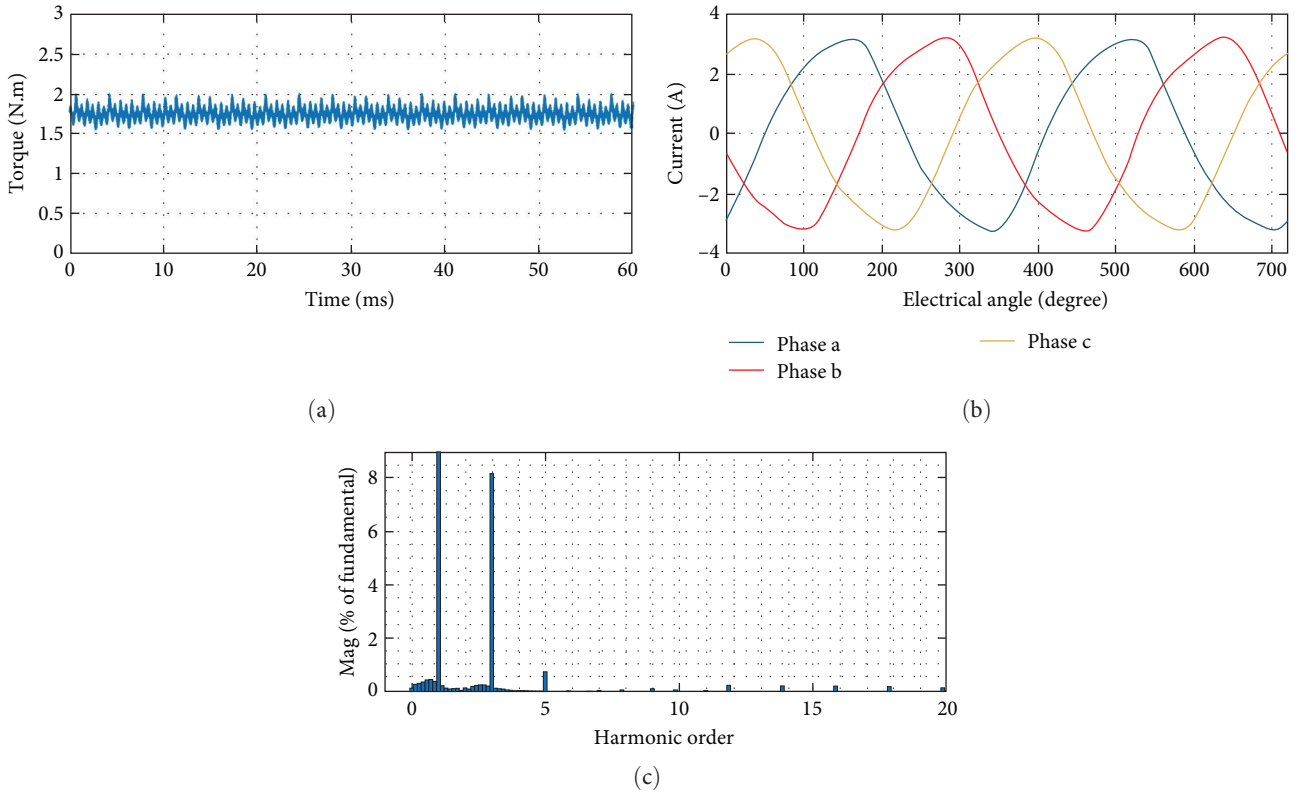 3
2.5
2
1.5
1
0.5
0
Torque (N.m)
0 10 20 30 40 50 60
Time (ms)
(a)
4
2
0
−2
−4
Current (A)
0 100 200 300 400 500 600 700
Electrical angle (degree)
Phase a
Phase b
Phase c
(b)
8
6
4
2
0
Mag (% of fundamental)
0 5 10 15 20
Harmonic order
(c)